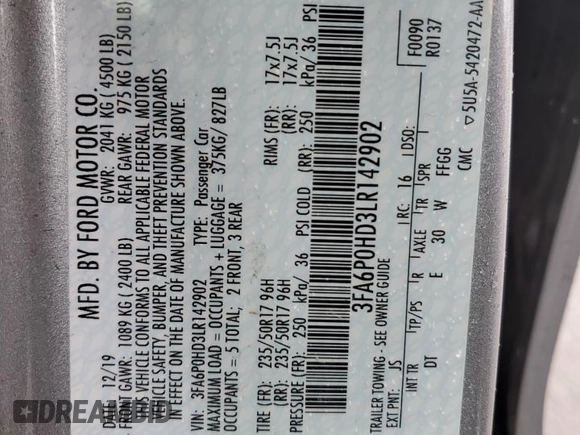 MFD. BY FORD MOTOR CO.
12/19 GVWR: 2041 KG ( 4500 LB)
FRONT GAWR: 1089 KG (2400 LB) REAR GAWR: 975 KG ( 2150 LB)
THIS VEHICLE CONFORMS TO ALL APPLICABLE FEDERAL MOTOR
VEHICLE SAFETY, BUMPER, AND THEFT PREVENTION STANDARDS
IN EFFECT ON THE DATE OF MANUFACTURE SHOWN ABOVE.
VIN: 3FA6P0HD3LR142902 TYPE: Passenger Car
MAXIMUM LOAD = OCCUPANTS + LUGGAGE = 375KG/ 827LB
OCCUPANTS = 5 TOTAL; 2 FRONT, 3 REAR
TIRE (FR): 235/50R17 96H RIMS (FR): 17x7.5J
(RR): 235/50R17 96H (RR): 17x7.5J
PRESSURE (FR): 250 kPa/ 36 PSI COLD (RR): 250 kPa/ 36 PSI
3FA6P0HD3LR142902
TRAILER TOWING - SEE OWNER GUIDE
EXT PNT: JS RC: 16 DSO: F0090
R0137
INT TR TP/PS R AXLE TR SPR
DT E 30 W FFGG
CMC ▽5U5A-5420472-AA
DREAMBID